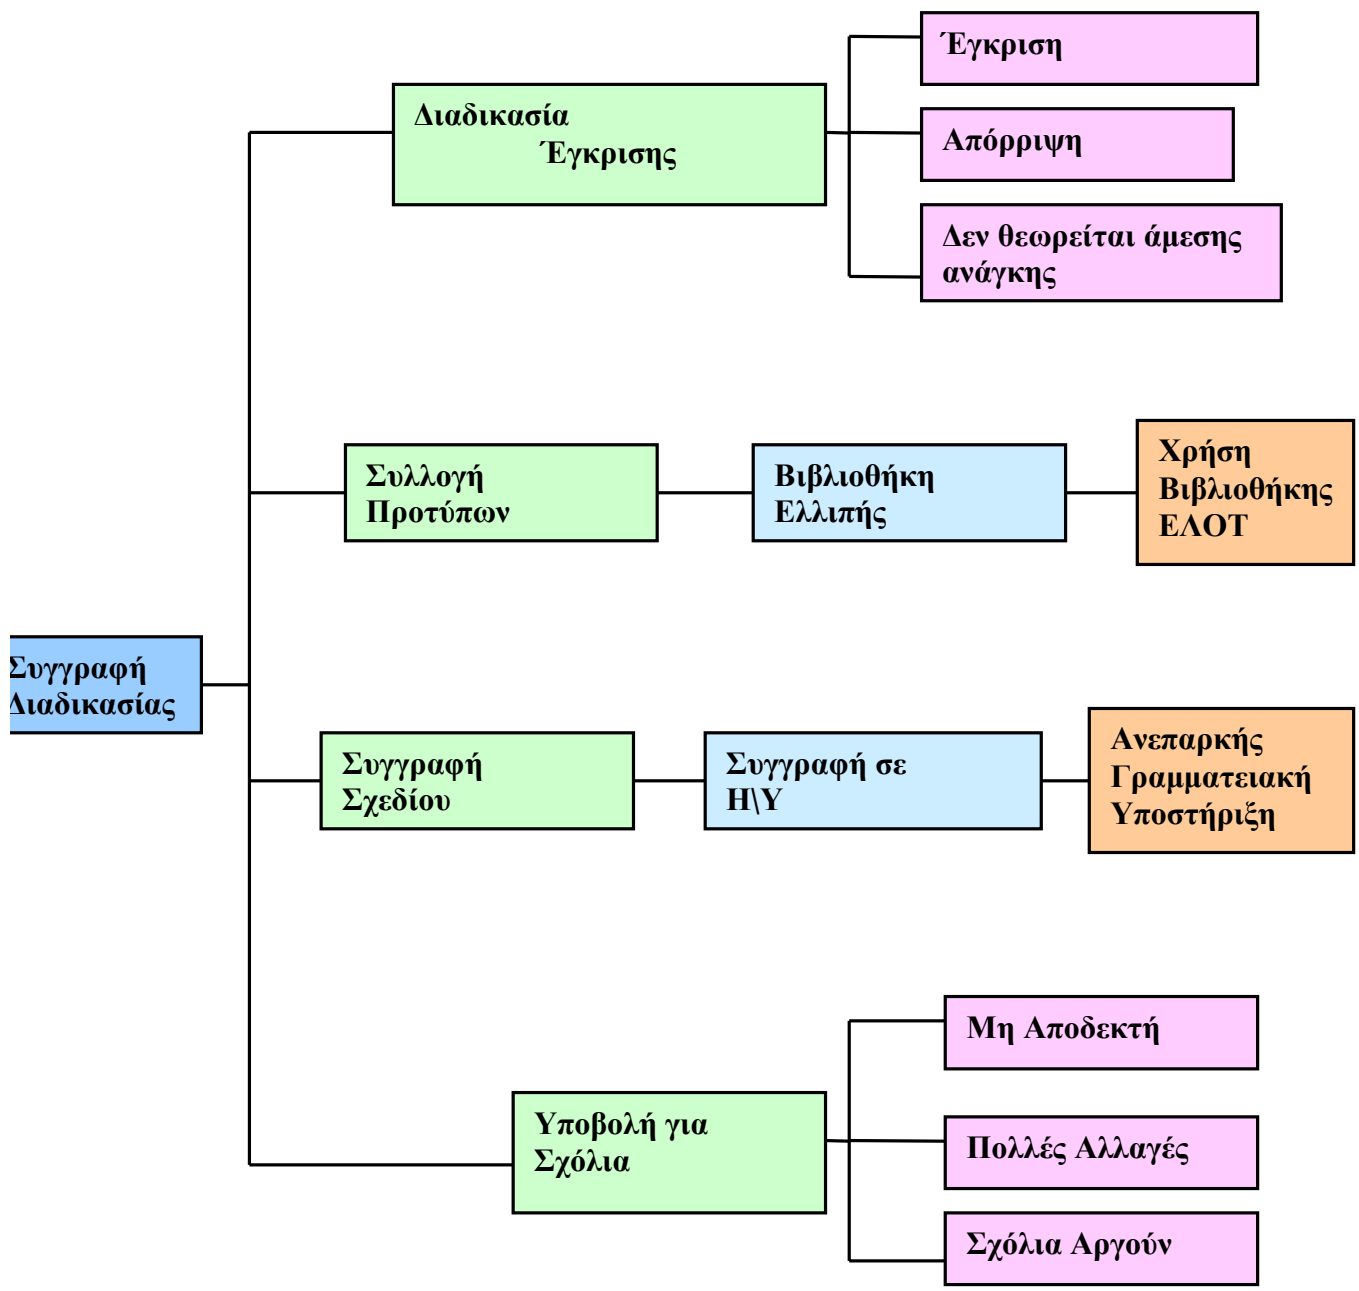 Έγκριση
Διαδικασία
Έγκρισης
Απόρριψη
Δεν θεωρείται άμεσης
ανάγκης
Συλλογή
Προτύπων
Βιβλιοθήκη
Ελλιπής
Χρήση
Βιβλιοθήκης
ΕΛΟΤ
Συγγραφή
Διαδικασίας
Συγγραφή
Σχεδίου
Συγγραφή σε
Η\Υ
Ανεπαρκής
Γραμματειακή
Υποστήριξη
Υποβολή για
Σχόλια
Μη Αποδεκτή
Πολλές Αλλαγές
Σχόλια Αργούν